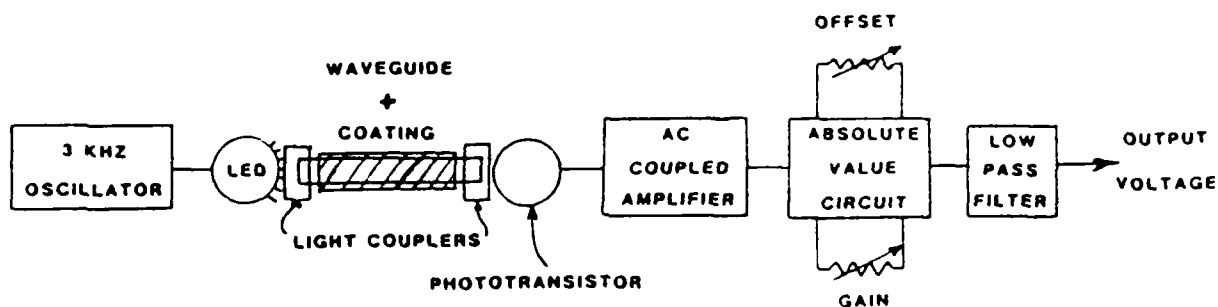 OFFSET
WAVEGUIDE
+
COATING
3 KHZ
OSCILLATOR
LED
AC
COUPLED
AMPLIFIER
ABSOLUTE
VALUE
CIRCUIT
LOW
PASS
FILTER
OUTPUT
VOLTAGE
LIGHT COUPLERS
PHOTOTRANSISTOR
GAIN